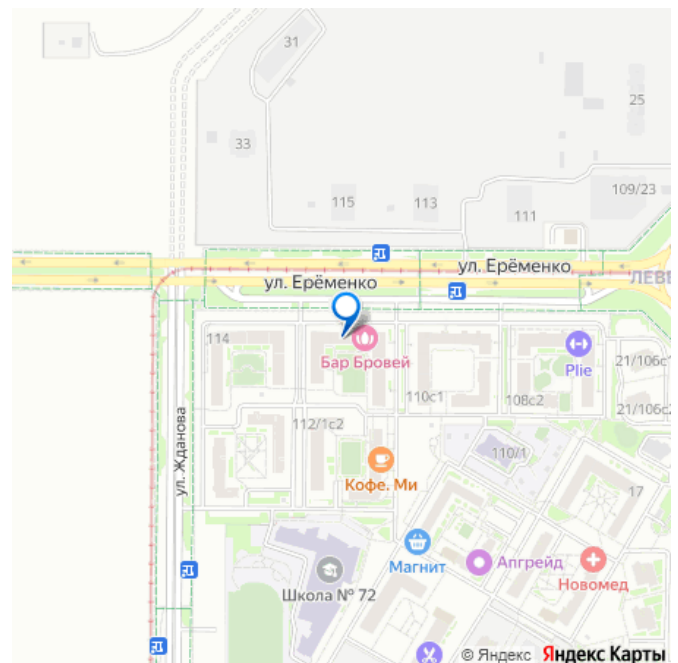 31
25
33
115
113
109/23
111
ул. Ерёменко
ул. Ерёменко
ЛЕВЕ
114
Бар Бровей
Plie
21/106с1
110с1
108с2
21/106с2
112/1с2
ул. Жданова
110/1
Кофе. Ми
17
Магнит
Апгрейд
Новомед
Школа № 72
© Яндекс Яндекс Карты